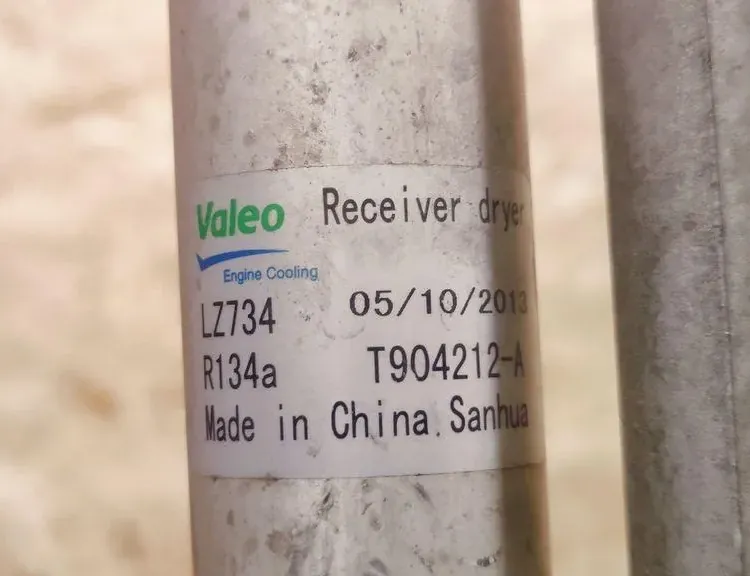 Valeo Receiver dryer
Engine Cooling
LZ734 05/10/2013
R134a T904212-A
Made in China. Sanhua